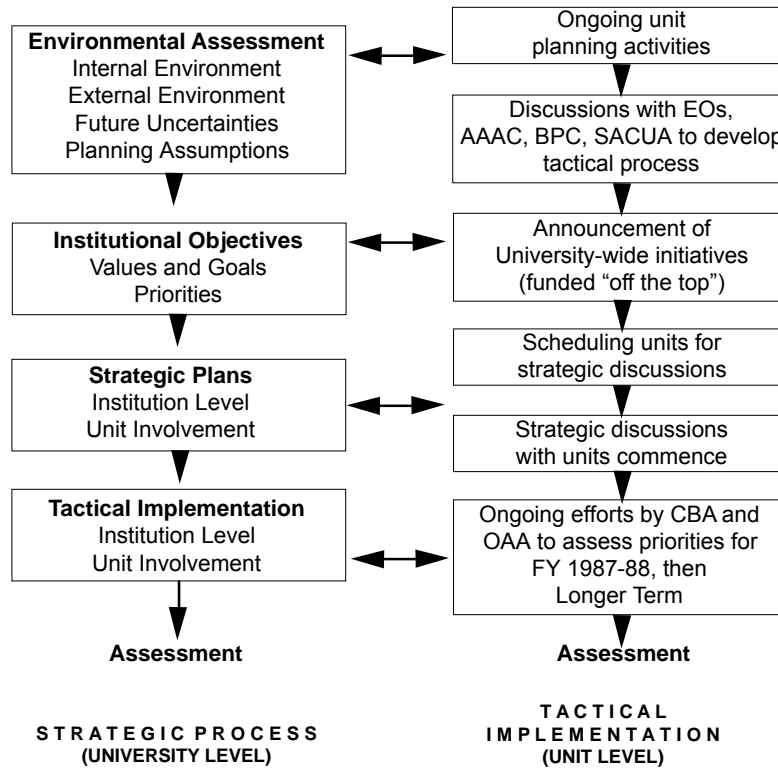 Environmental Assessment
Internal Environment
External Environment
Future Uncertainties
Planning Assumptions
Institutional Objectives
Values and Goals
Priorities
Strategic Plans
Institution Level
Unit Involvement
Tactical Implementation
Institution Level
Unit Involvement
Assessment
STRATEGIC PROCESS
(UNIVERSITY LEVEL)
Ongoing unit
planning activities
Discussions with EOs,
AAAC, BPC, SACUA to develop
tactical process
Announcement of
University-wide initiatives
(funded “off the top”)
Scheduling units for
strategic discussions
Strategic discussions
with units commence
Ongoing efforts by CBA and
OAA to assess priorities for
FY 1987-88, then
Longer Term
Assessment
TACTICAL
IMPLEMENTATION
(UNIT LEVEL)